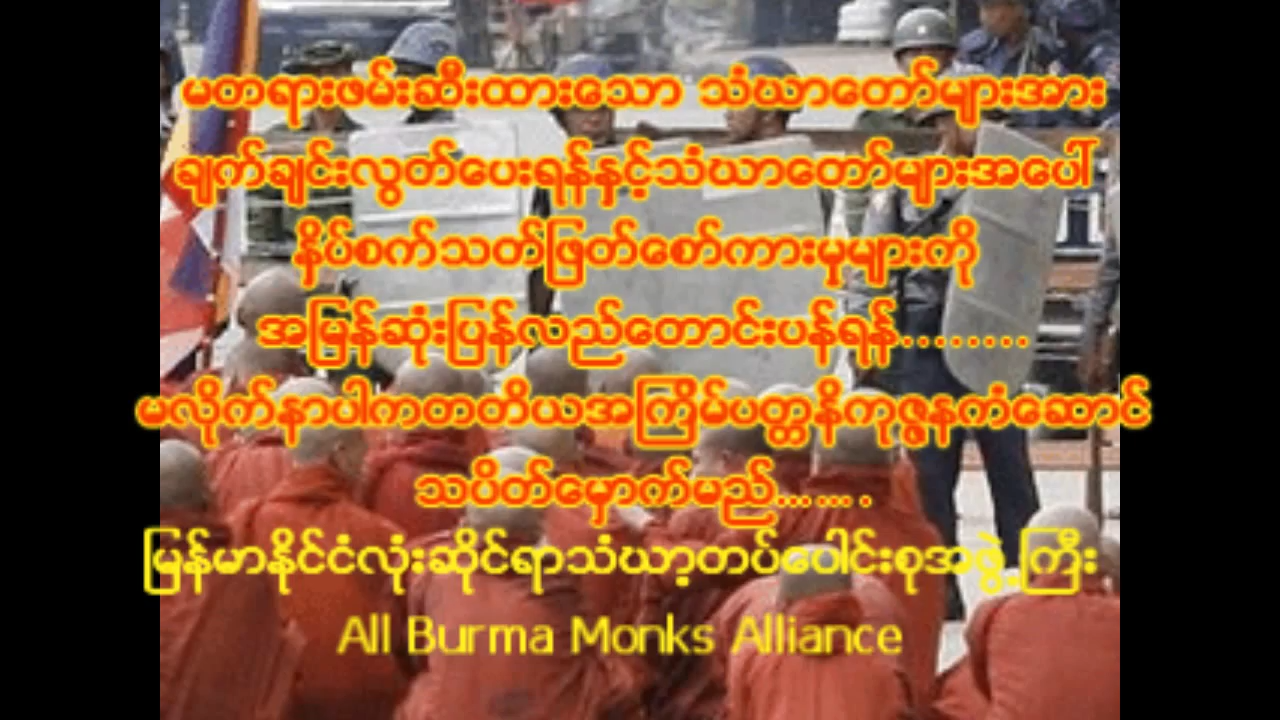 မတရားဖမ်းဆီးထားသော သံဃာတော်များအား
ချက်ချင်းလွှတ်ပေးရန်နှင့်သံဃာတော်များအပေါ်
နှိပ်စက်သတ်ဖြတ်စော်ကားမှုများကို
အမြန်ဆုံးပြန်လည်တောင်းပန်ရန်........
မလိုက်နာပါကတတိယအကြိမ်ပတ္တနိကုဇ္ဇနကံဆောင်
သပိတ်မှောက်မည်.......
မြန်မာနိုင်ငံလုံးဆိုင်ရာသံဃာ့တပ်ပေါင်းစုအဖွဲ့ကြီး
All Burma Monks Alliance